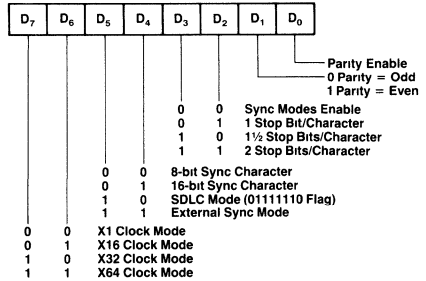 D7 D6 D5 D4 D3 D2 D1 D0
Parity Enable
0 Parity = Odd
1 Parity = Even
0 0 Sync Modes Enable
0 1 1 Stop Bit/Character
1 0 1½ Stop Bits/Character
1 1 2 Stop Bits/Character
0 0 8-bit Sync Character
0 1 16-bit Sync Character
1 0 SDLC Mode (01111110 Flag)
1 1 External Sync Mode
0 0 X1 Clock Mode
0 1 X16 Clock Mode
1 0 X32 Clock Mode
1 1 X64 Clock Mode